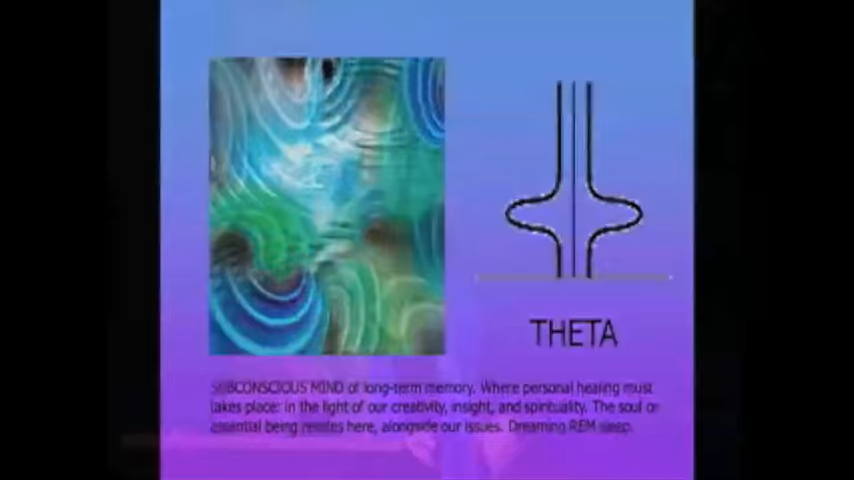 THETA
SUBCONSCIOUS MIND of long-term memory. Where personal healing must
takes place: in the light of our creativity, insight, and spirituality. The soul or
essential being resides here, alongside our issues. Dreaming REM sleep.